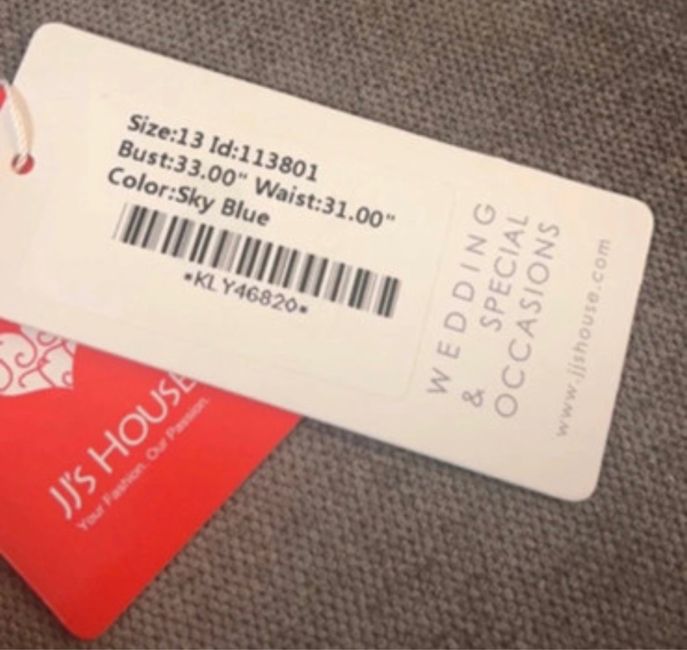 Size:13 Id:113801
Bust:33.00" Waist:31.00"
Color:Sky Blue
*KLY46820*
WEDDING
& SPECIAL
OCCASIONS
www.jjshouse.com
JJ's HOUSE
Your Fashion. Our Passion.